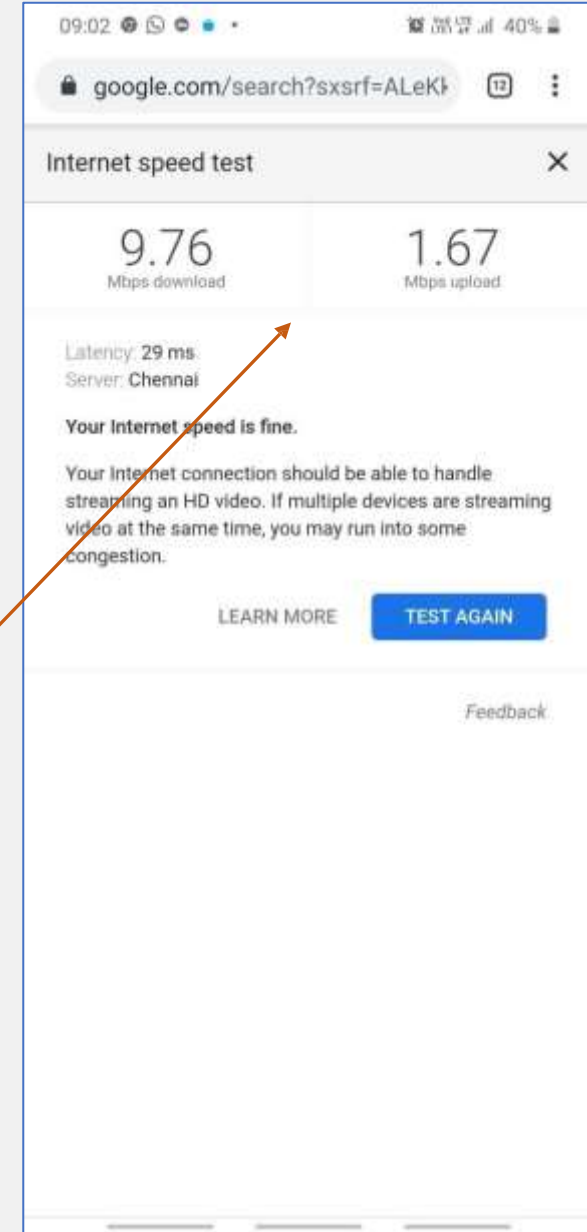 09:02 40%
google.com/search?sxsrf=ALeKk 12
Internet speed test
9.76 1.67
Mbps download Mbps upload
Latency: 29 ms
Server: Chennai
Your Internet speed is fine.
Your Internet connection should be able to handle
streaming an HD video. If multiple devices are streaming
video at the same time, you may run into some
congestion.
LEARN MORE TEST AGAIN
Feedback